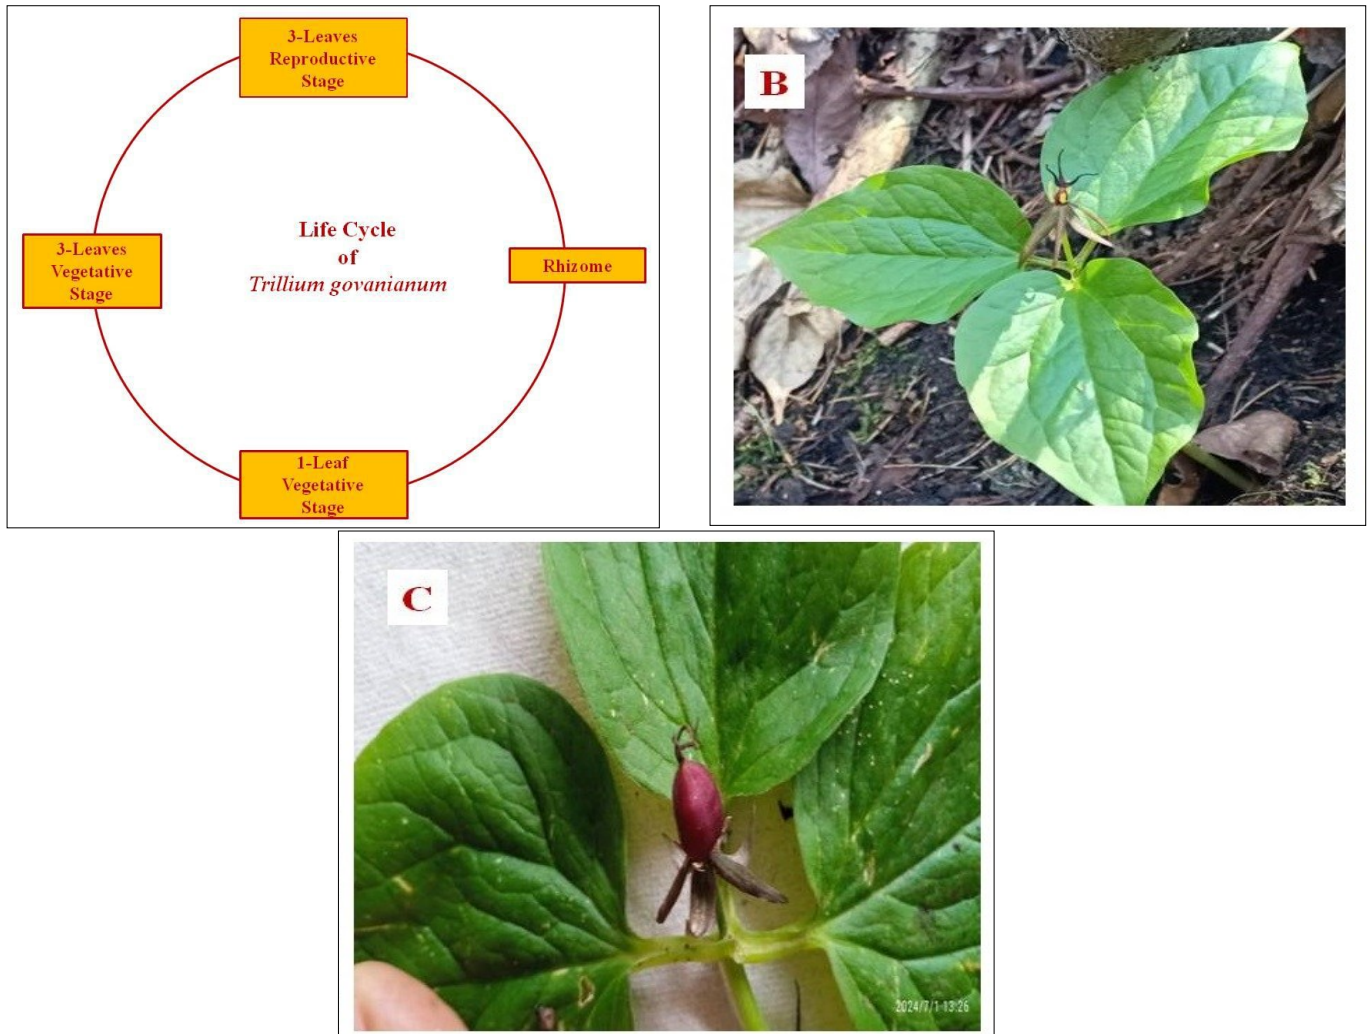 3-Leaves
Reproductive
Stage
B
Life Cycle
of
Trillium govanianum
3-Leaves
Vegetative
Stage
Rhizome
1-Leaf
Vegetative
Stage
C
2024/7/1 13:26